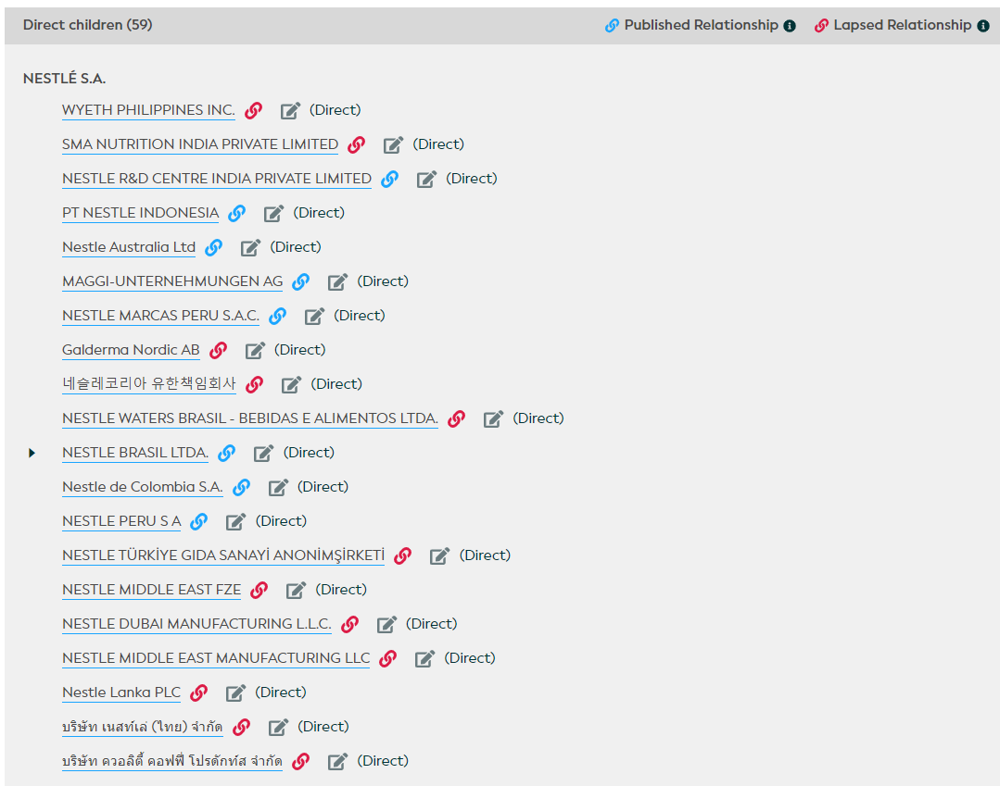 Direct children (59) Published Relationship Lapsed Relationship
NESTLÉ S.A.
WYETH PHILIPPINES INC. (Direct)
SMA NUTRITION INDIA PRIVATE LIMITED (Direct)
NESTLE R&D CENTRE INDIA PRIVATE LIMITED (Direct)
PT NESTLE INDONESIA (Direct)
Nestle Australia Ltd (Direct)
MAGGI-UNTERNEHMUNGEN AG (Direct)
NESTLE MARCAS PERU S.A.C. (Direct)
Galderma Nordic AB (Direct)
네슬레코리아 유한책임회사 (Direct)
NESTLE WATERS BRASIL - BEBIDAS E ALIMENTOS LTDA. (Direct)
NESTLE BRASIL LTDA. (Direct)
Nestle de Colombia S.A. (Direct)
NESTLE PERU S A (Direct)
NESTLE TÜRKİYE GIDA SANAYİ ANONİMŞİRKETİ (Direct)
NESTLE MIDDLE EAST FZE (Direct)
NESTLE DUBAI MANUFACTURING L.L.C. (Direct)
NESTLE MIDDLE EAST MANUFACTURING LLC (Direct)
Nestle Lanka PLC (Direct)
บริษัท เนสท์เล่ (ไทย) จำกัด (Direct)
บริษัท ควอลิตี้ คอฟฟี่ โปรดักท์ส จำกัด (Direct)